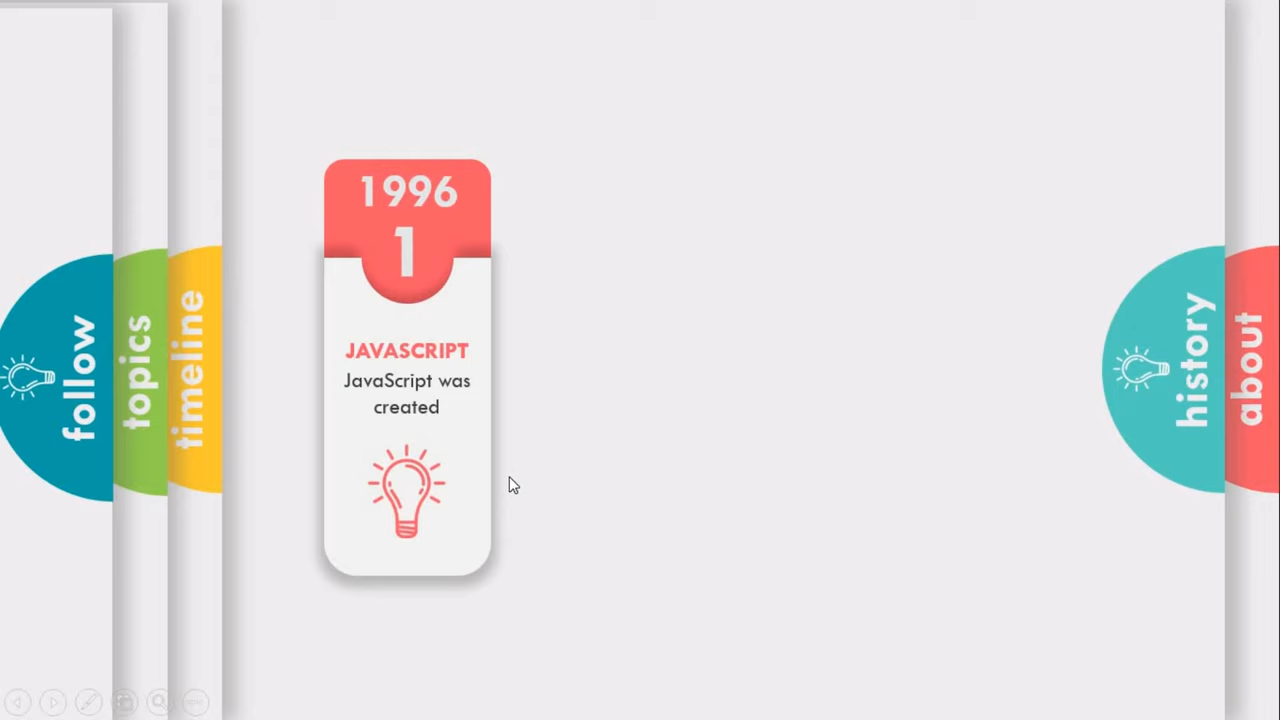 follow
topics
timeline
1996
1
JAVASCRIPT
JavaScript was
created
history
about